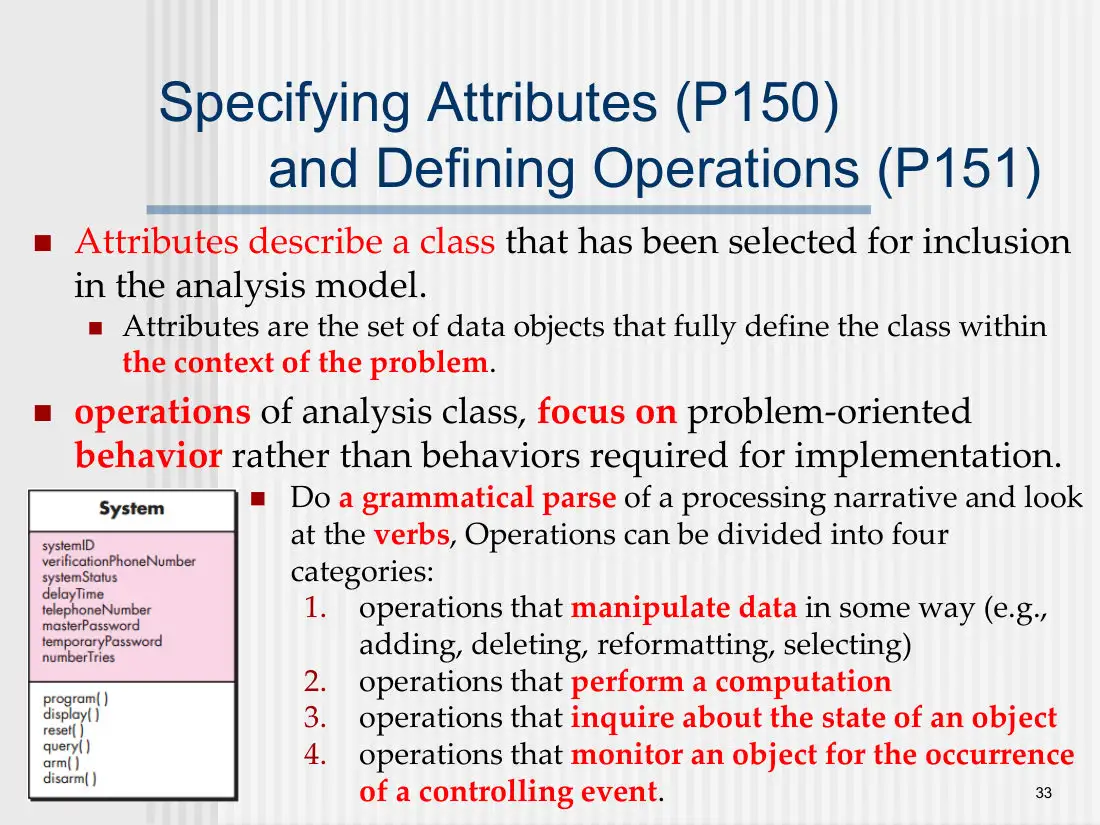 Specifying Attributes (P150)
and Defining Operations (P151)
Attributes describe a class that has been selected for inclusion
in the analysis model.
Attributes are the set of data objects that fully define the class within
the context of the problem.
operations of analysis class, focus on problem-oriented
behavior rather than behaviors required for implementation.
System
systemID
verificationPhoneNumber
systemStatus
delayTime
telephoneNumber
masterPassword
temporaryPassword
numberTries
program( )
display( )
reset( )
query( )
arm( )
disarm( )
Do a grammatical parse of a processing narrative and look
at the verbs, Operations can be divided into four
categories:
1. operations that manipulate data in some way (e.g.,
adding, deleting, reformatting, selecting)
2. operations that perform a computation
3. operations that inquire about the state of an object
4. operations that monitor an object for the occurrence
of a controlling event.
33